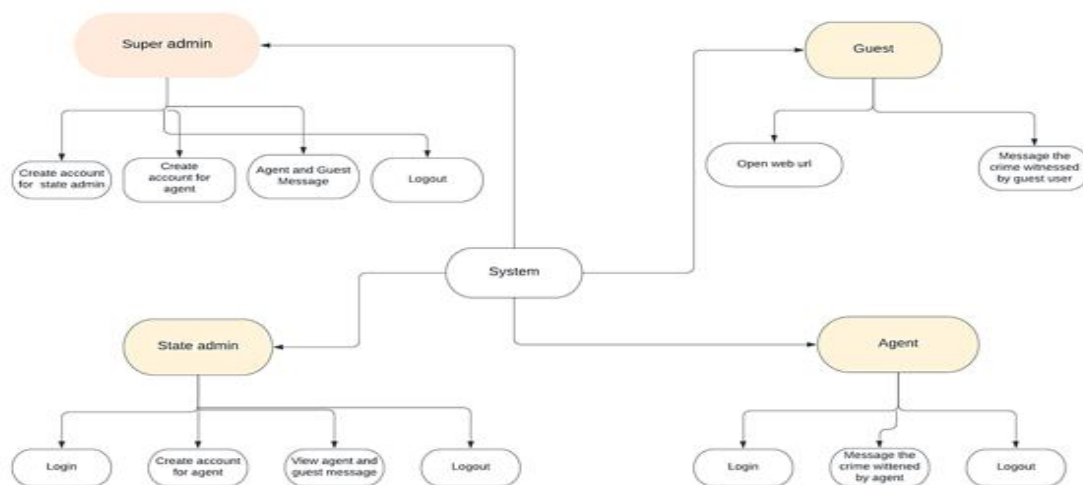 Super admin
Guest
Create account
for state admin
Create
account for
agent
Agent and Guest
Message
Logout
Open web url
Message the
crime witnessed
by guest user
System
State admin
Agent
Login
Create account
for agent
View agent and
guest message
Logout
Login
Message the
crime wittened
by agent
Logout